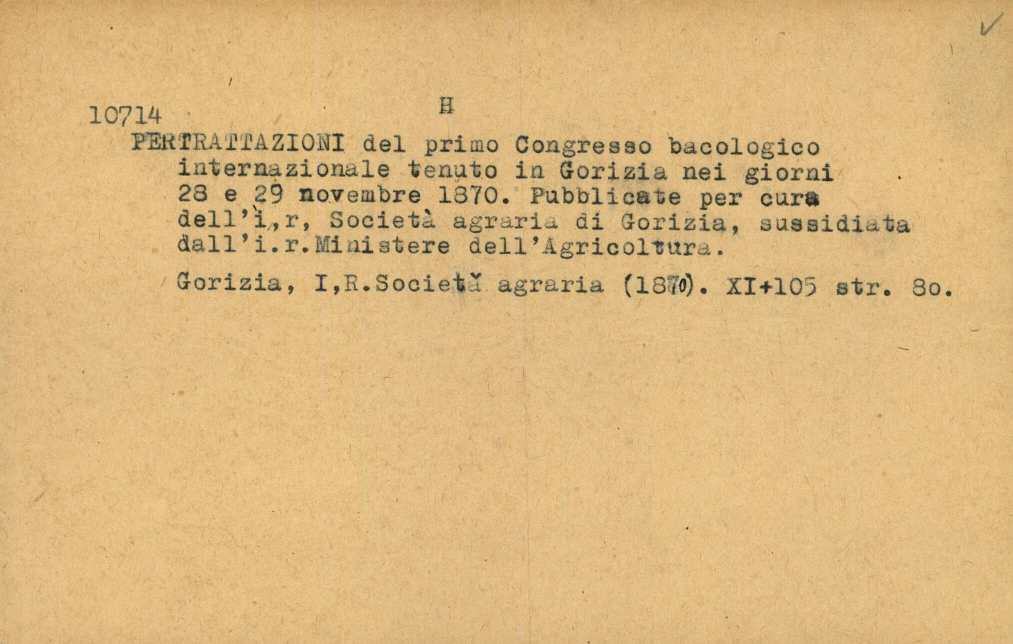 H
10714
PERTRATTAZIONI del primo Congresso bacologico
internazionale tenuto in Gorizia nei giorni
28 e 29 novembre 1870. Pubblicate per cura
dell'i,r, Società agraria di Gorizia, sussidiata
dall'i.r.Ministere dell'Agricoltura.
Gorizia, I,R.Società agraria (1870). XI+105 str. 8o.